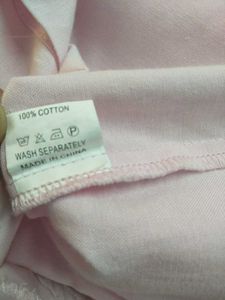 100% COTTON
P
WASH SEPARATELY
MADE IN CHINA